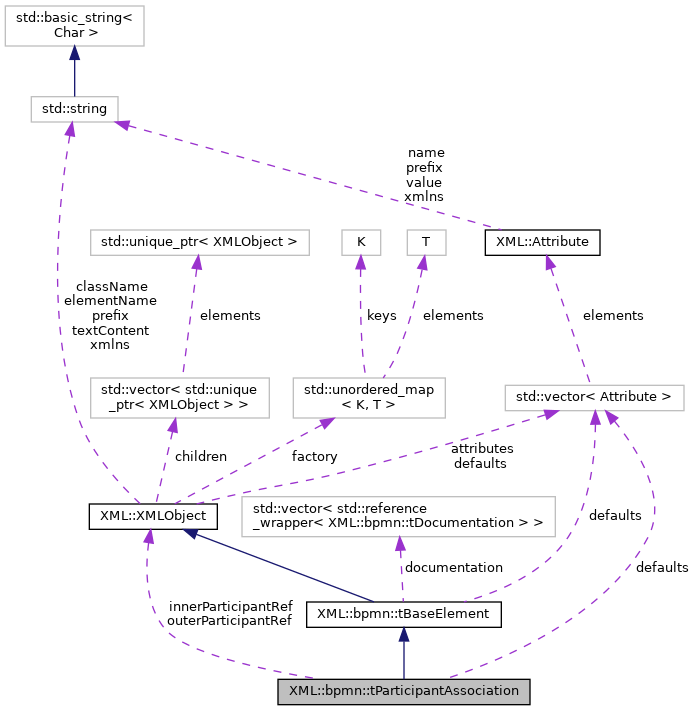 std::basic_string<
Char >
std::string
name
prefix
value
xmlns
std::unique_ptr< XMLObject >
K
T
XML::Attribute
className
elementName
prefix
textContent
xmlns
elements
keys
elements
elements
std::vector< std::unique
_ptr< XMLObject > >
std::unordered_map
< K, T >
std::vector< Attribute >
children
factory
attributes
defaults
XML::XMLObject
std::vector< std::reference
_wrapper< XML::bpmn::tDocumentation > >
defaults
innerParticipantRef
outerParticipantRef
documentation
defaults
XML::bpmn::tBaseElement
XML::bpmn::tParticipantAssociation